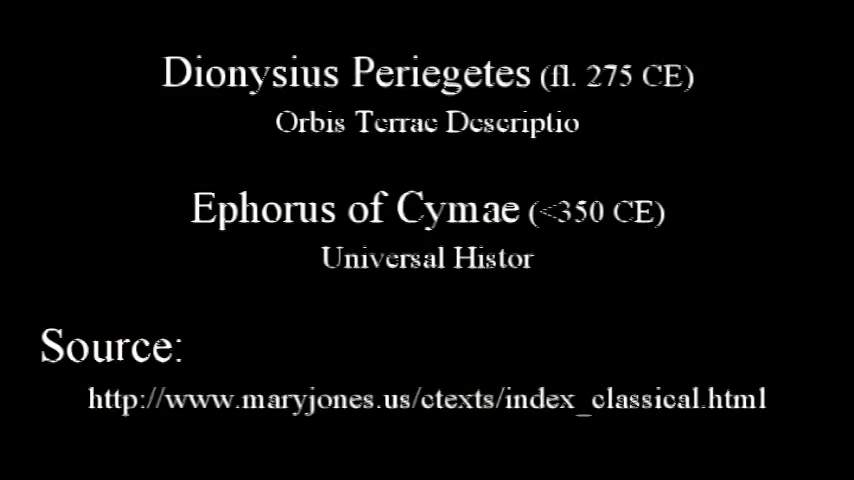 Dionysius Periegetes (fl. 275 CE)
Orbis Terrae Descriptio
Ephorus of Cymae (<350 CE)
Universal Histor
Source:
http://www.maryjones.us/ctexts/index_classical.html